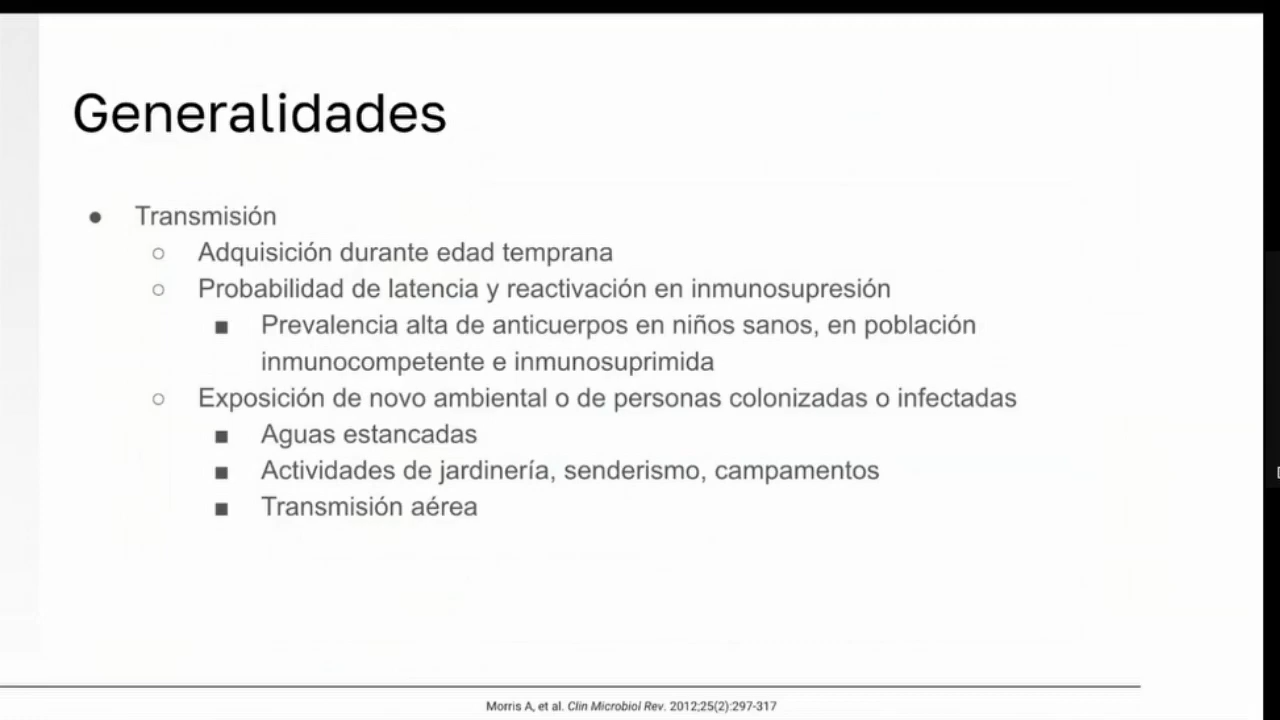 Generalidades
● Transmisión
○ Adquisición durante edad temprana
○ Probabilidad de latencia y reactivación en inmunosupresión
■ Prevalencia alta de anticuerpos en niños sanos, en población
inmunocompetente e inmunosuprimida
○ Exposición de novo ambiental o de personas colonizadas o infectadas
■ Aguas estancadas
■ Actividades de jardinería, senderismo, campamentos
■ Transmisión aérea
Morris A, et al. Clin Microbiol Rev. 2012;25(2):297-317